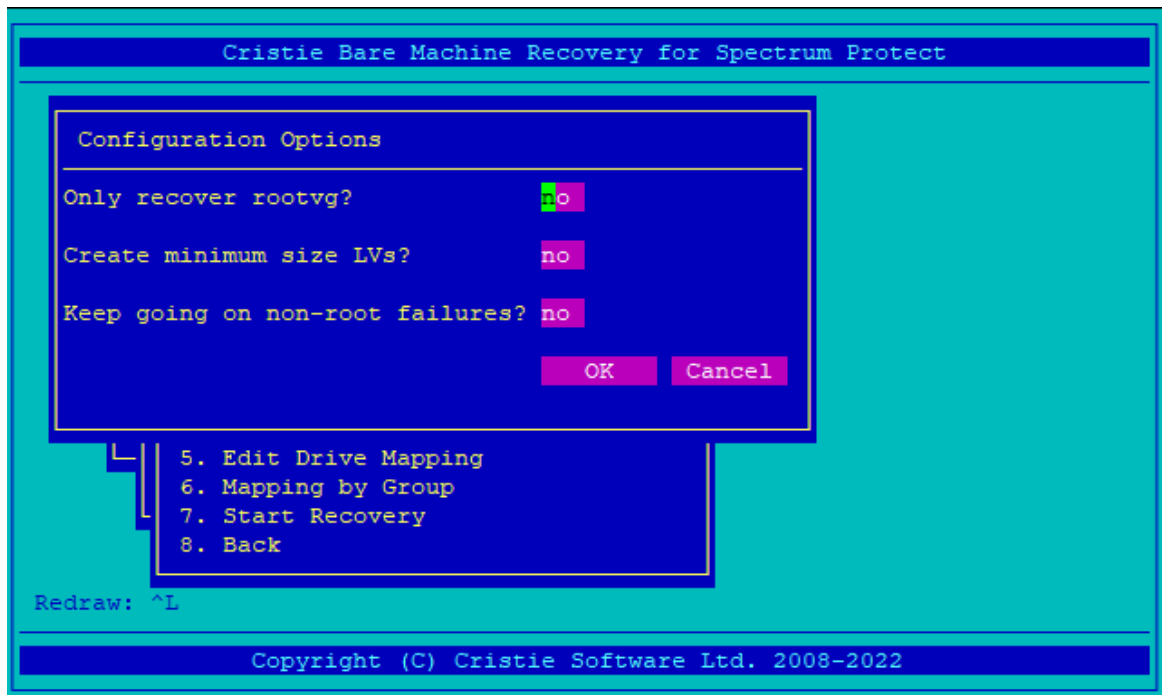 Cristie Bare Machine Recovery for Spectrum Protect
Configuration Options
Only recover rootvg? no
Create minimum size LVs? no
Keep going on non-root failures? no
OK Cancel
5. Edit Drive Mapping
6. Mapping by Group
7. Start Recovery
8. Back
Redraw: ^L
Copyright (C) Cristie Software Ltd. 2008-2022